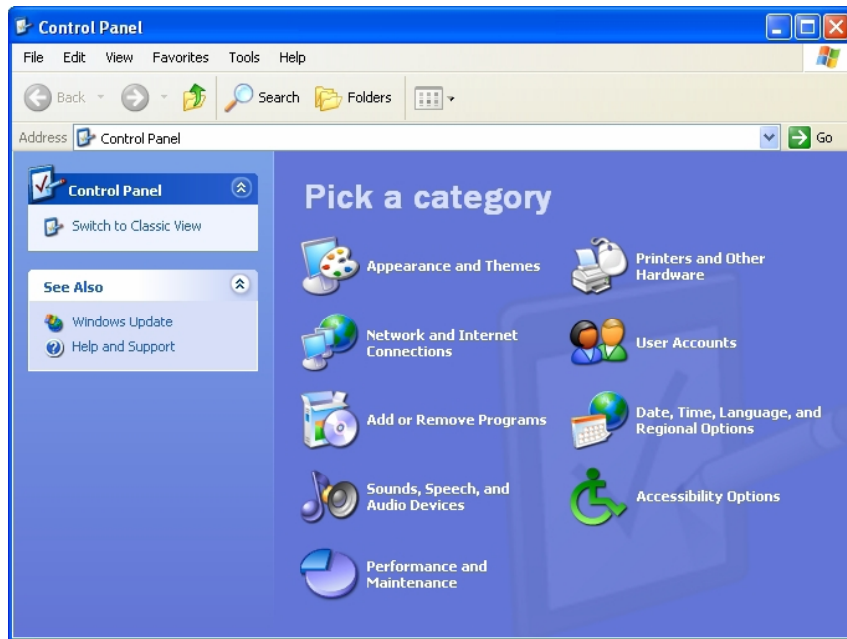 Control Panel
File Edit View Favorites Tools Help
Back Search Folders
Address Control Panel Go
Control Panel
Switch to Classic View
See Also
Windows Update
Help and Support
Pick a category
Appearance and Themes
Printers and Other
Hardware
Network and Internet
Connections
User Accounts
Add or Remove Programs
Date, Time, Language, and
Regional Options
Sounds, Speech, and
Audio Devices
Accessibility Options
Performance and
Maintenance